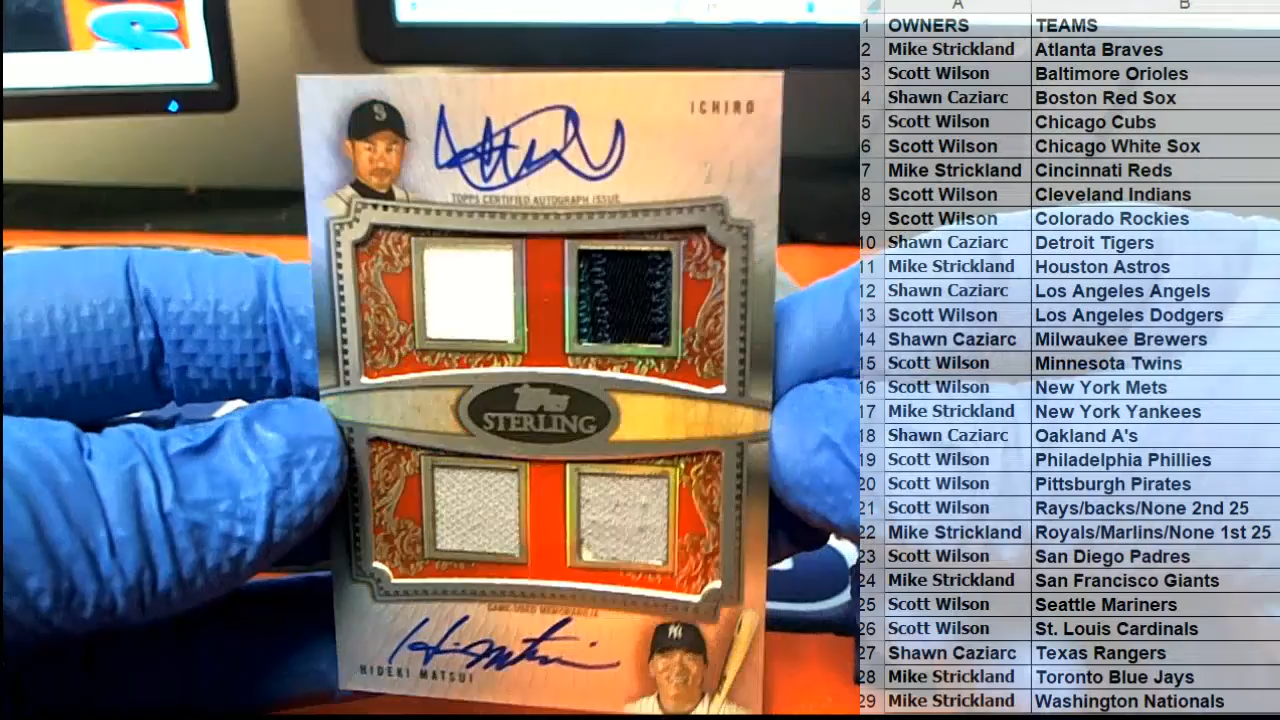 ICHIRO
S
TOPPS CERTIFIED AUTOGRAPH ISSUE
topps
STERLING
GAME-USED MEMORABILIA
HIDEKI MATSUI
A B
1 OWNERS TEAMS
2 Mike Strickland Atlanta Braves
3 Scott Wilson Baltimore Orioles
4 Shawn Caziarc Boston Red Sox
5 Scott Wilson Chicago Cubs
6 Scott Wilson Chicago White Sox
7 Mike Strickland Cincinnati Reds
8 Scott Wilson Cleveland Indians
9 Scott Wilson Colorado Rockies
10 Shawn Caziarc Detroit Tigers
11 Mike Strickland Houston Astros
12 Shawn Caziarc Los Angeles Angels
13 Scott Wilson Los Angeles Dodgers
14 Shawn Caziarc Milwaukee Brewers
15 Scott Wilson Minnesota Twins
16 Scott Wilson New York Mets
17 Mike Strickland New York Yankees
18 Shawn Caziarc Oakland A's
19 Scott Wilson Philadelphia Phillies
20 Scott Wilson Pittsburgh Pirates
21 Scott Wilson Rays/backs/None 2nd 25
22 Mike Strickland Royals/Marlins/None 1st 25
23 Scott Wilson San Diego Padres
24 Mike Strickland San Francisco Giants
25 Scott Wilson Seattle Mariners
26 Scott Wilson St. Louis Cardinals
27 Shawn Caziarc Texas Rangers
28 Mike Strickland Toronto Blue Jays
29 Mike Strickland Washington Nationals